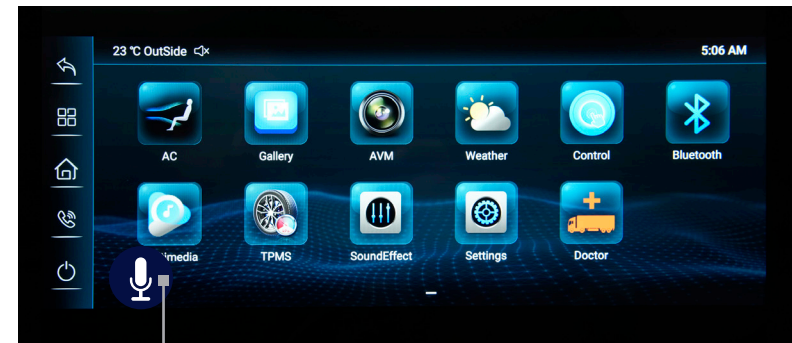 23 ℃ OutSide
5:06 AM
AC
Gallery
AVM
Weather
Control
Bluetooth
TPMS
SoundEffect
Settings
Doctor